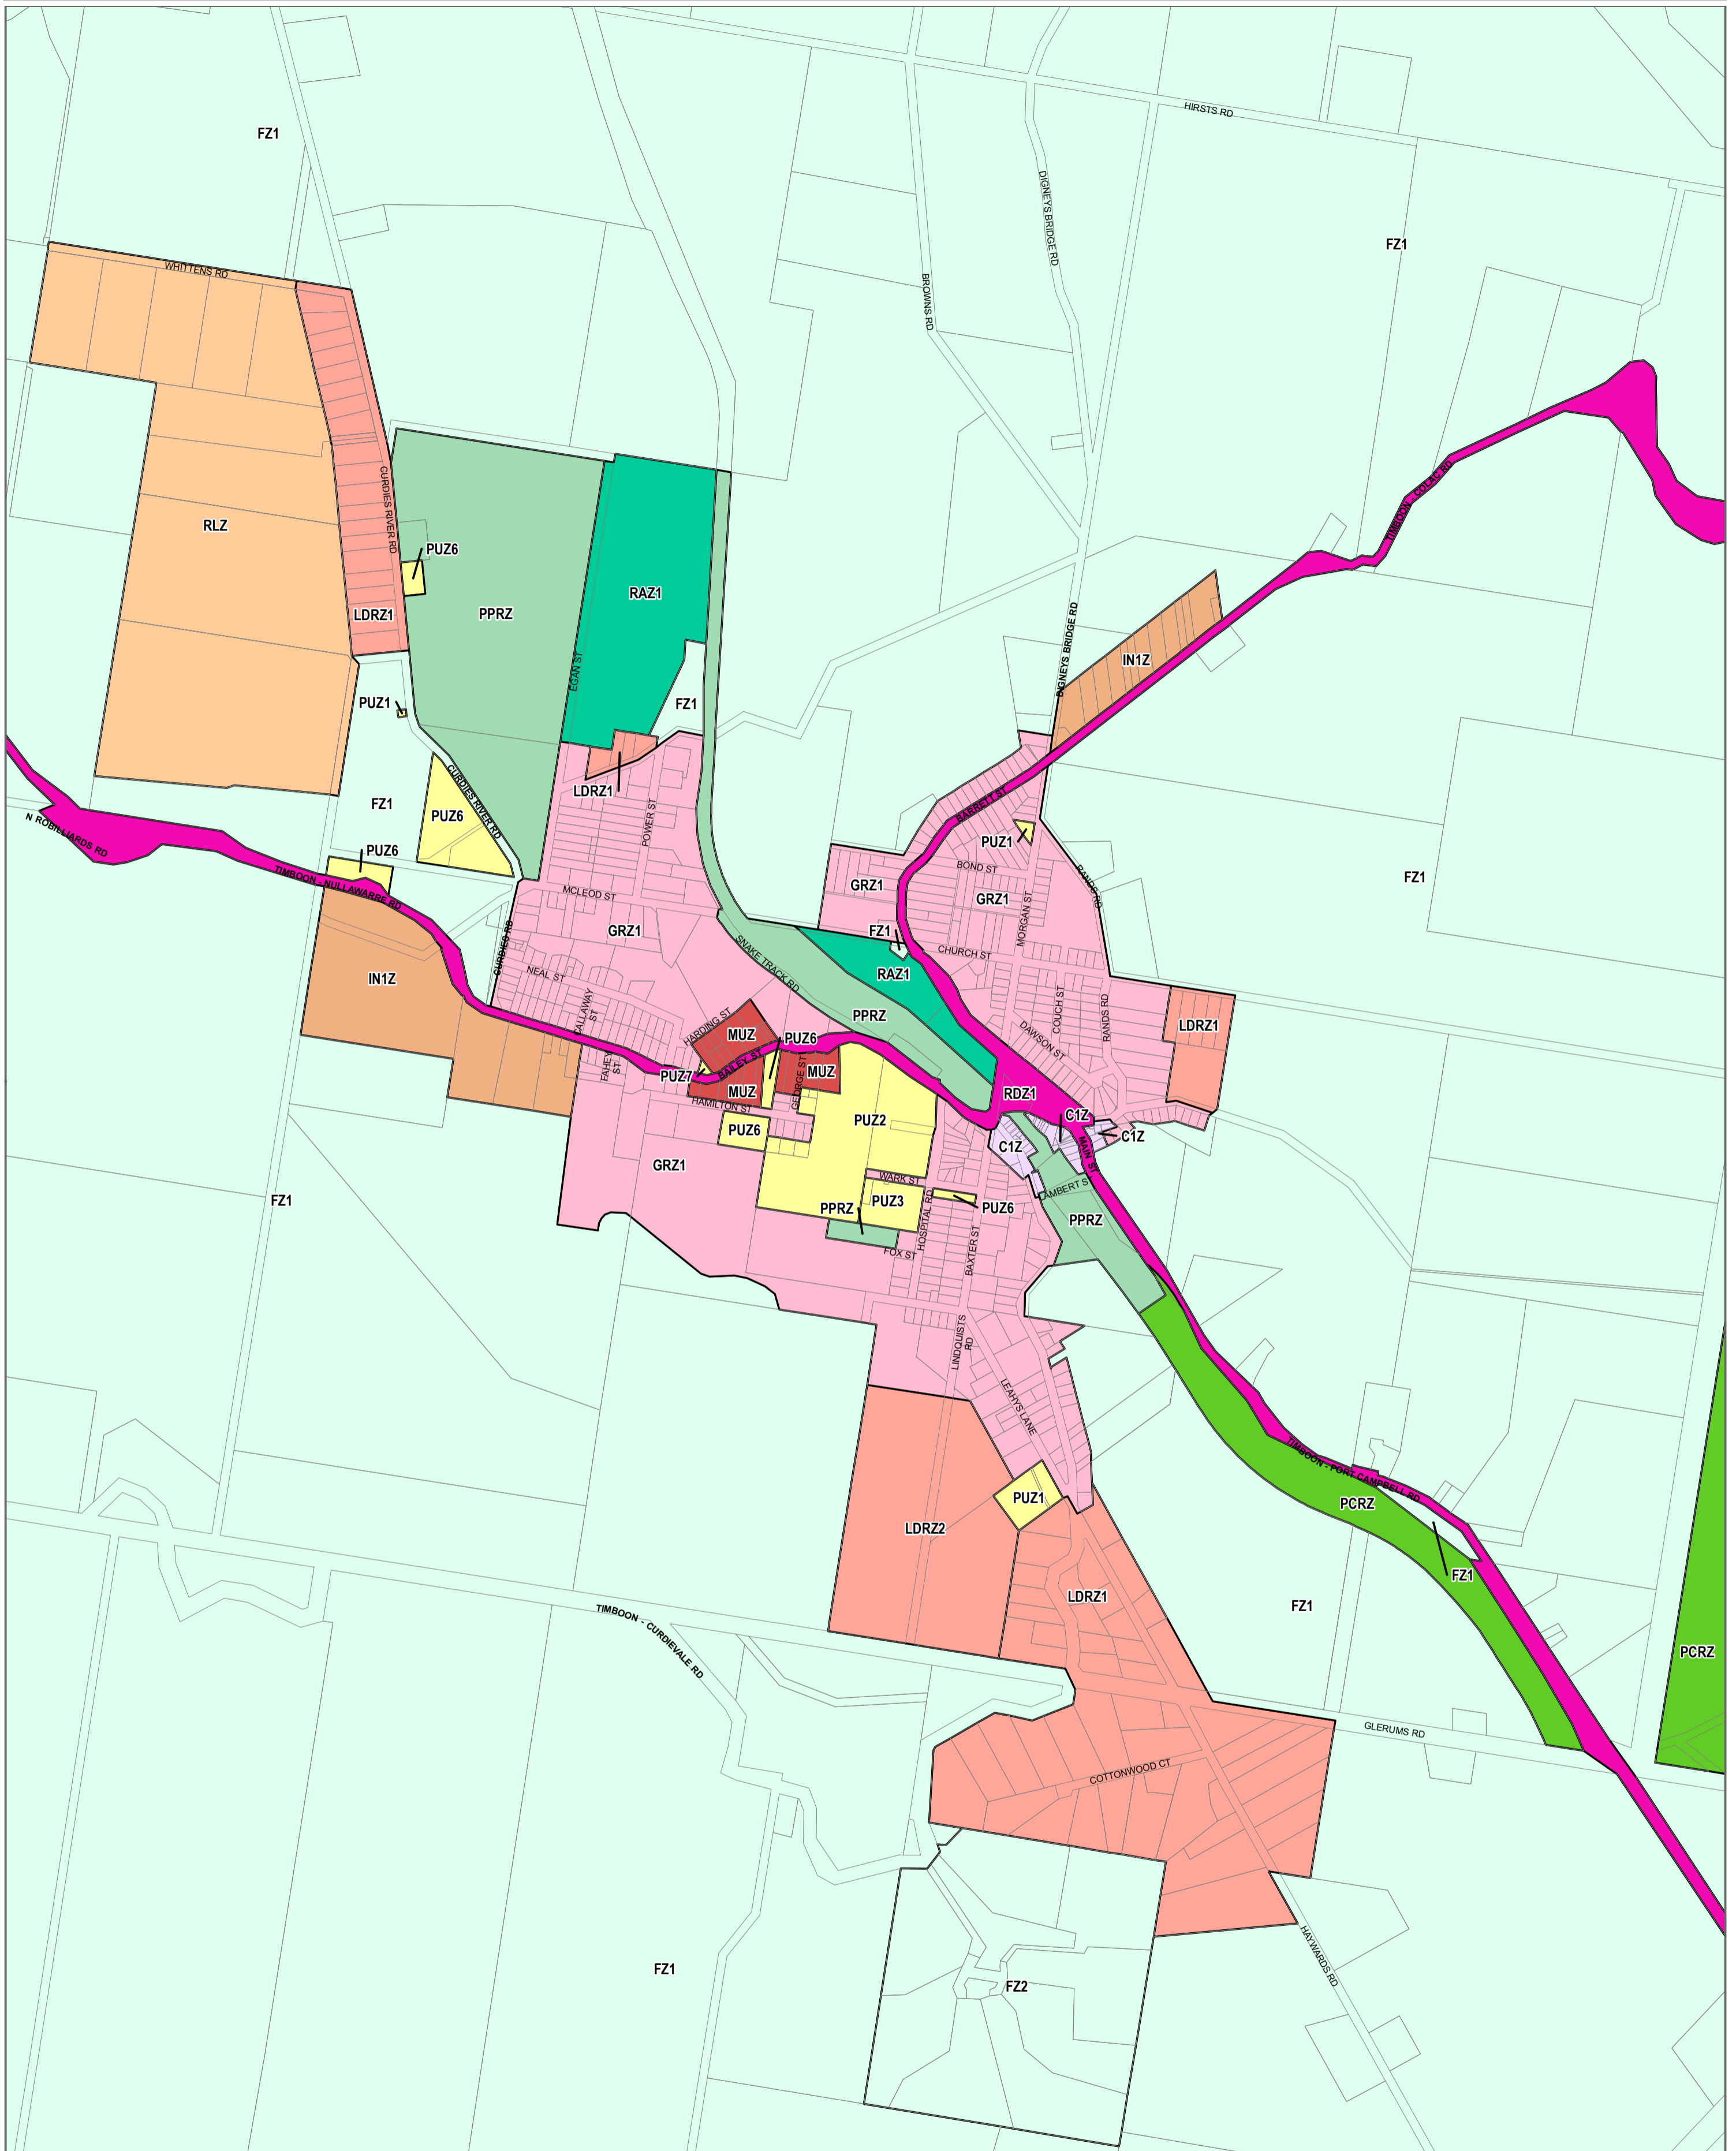 HIRSTS RD
FZ1
DIGNEYS BRIDGE RD
FZ1
WHITTENS RD
BROWNS RD
TIMBOON - COLAC RD
CURDIES RIVER RD
RLZ
PUZ6
RAZ1
LDRZ1
PPRZ
DIGNEYS BRIDGE RD
IN1Z
EGAN ST
PUZ1
FZ1
LDRZ1
FZ1
CURDIES RIVER RD
PUZ6
POWER ST
BARRETT ST
PUZ1
N ROBILLIARDS RD
PUZ6
TIMBOON - NULLAWARRE RD
BOND ST
RANDS RD
FZ1
GRZ1
GRZ1
MCLEOD ST
MORGAN ST
GRZ1
FZ1
CURDIES RD
SNAKE TRACK RD
CHURCH ST
IN1Z
NEAL ST
RAZ1
CALLAWAY
ST
COUCH ST
RANDS RD
LDRZ1
HARDING ST
MUZ
PUZ6
PPRZ
DAWSON ST
FAHEY
ST
PUZ7
BAILEY ST
MUZ
GEORGE ST
MUZ
RDZ1
HAMILTON ST
PUZ6
PUZ2
C1Z
C1Z
C1Z
MAIN ST
GRZ1
WARK ST
LAMBERT S
FZ1
PPRZ
PUZ3
HOSPITAL RD
PUZ6
PPRZ
FOX ST
BAXTER ST
LINDQUISTS
RD
LEAHYS LANE
TIMBOON - PORT CAMPBELL RD
PUZ1
PCRZ
LDRZ2
FZ1
LDRZ1
FZ1
TIMBOON - CURDIEVALE RD
PCRZ
GLERUMS RD
COTTONWOOD CT
HAYWARDS RD
FZ1
FZ2